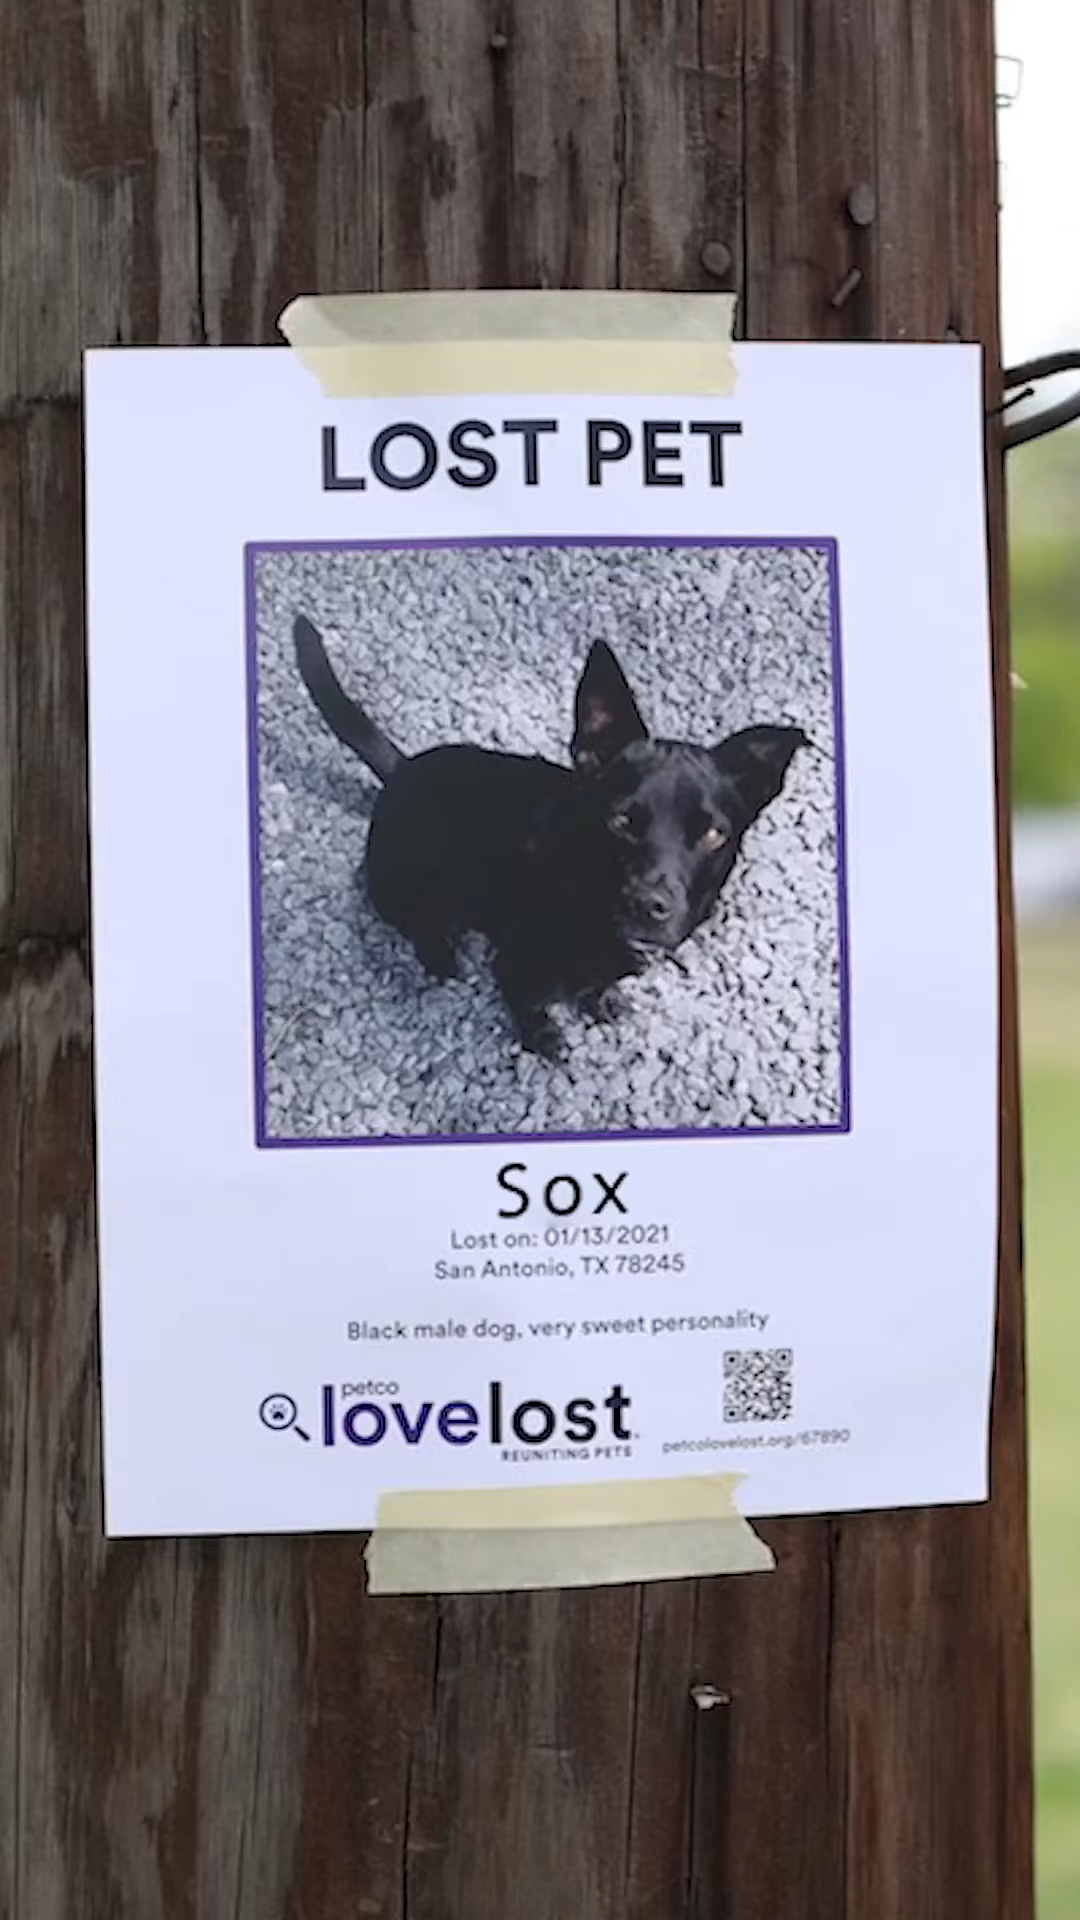 LOST PET
Sox
Lost on: 01/13/2021
San Antonio, TX 78245
Black male dog, very sweet personality
petco
lovelost
REUNITING PETS
petcolovelost.org/67890